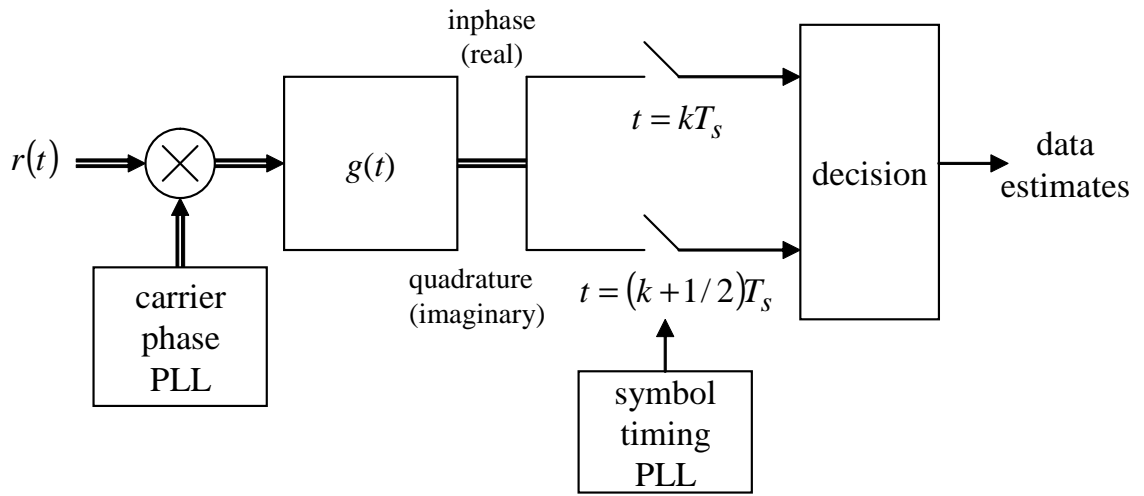 inphase
(real)
r(t)
g(t)
t = kT_s
decision
data
estimates
carrier
phase
PLL
quadrature
(imaginary)
t = (k + 1/2)T_s
symbol
timing
PLL